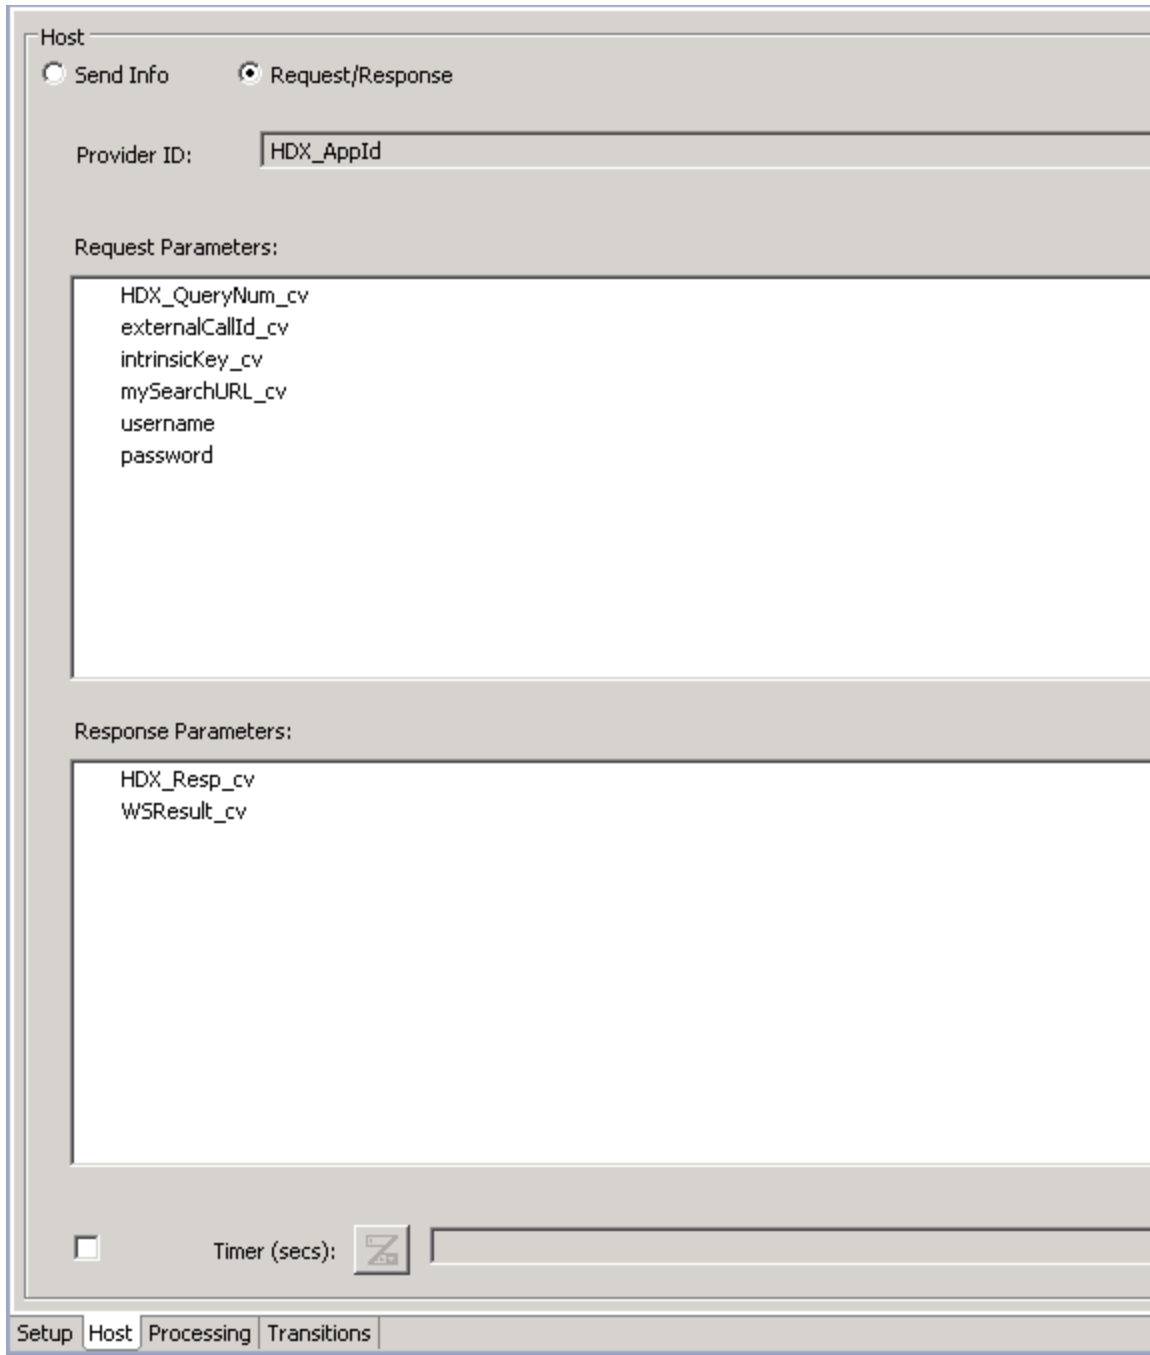 Host
Send Info Request/Response
Provider ID: HDX_AppId
Request Parameters:
HDX_QueryNum_cv
externalCallId_cv
intrinsicKey_cv
mySearchURL_cv
username
password
Response Parameters:
HDX_Resp_cv
WSResult_cv
Timer (secs):
Setup Host Processing Transitions